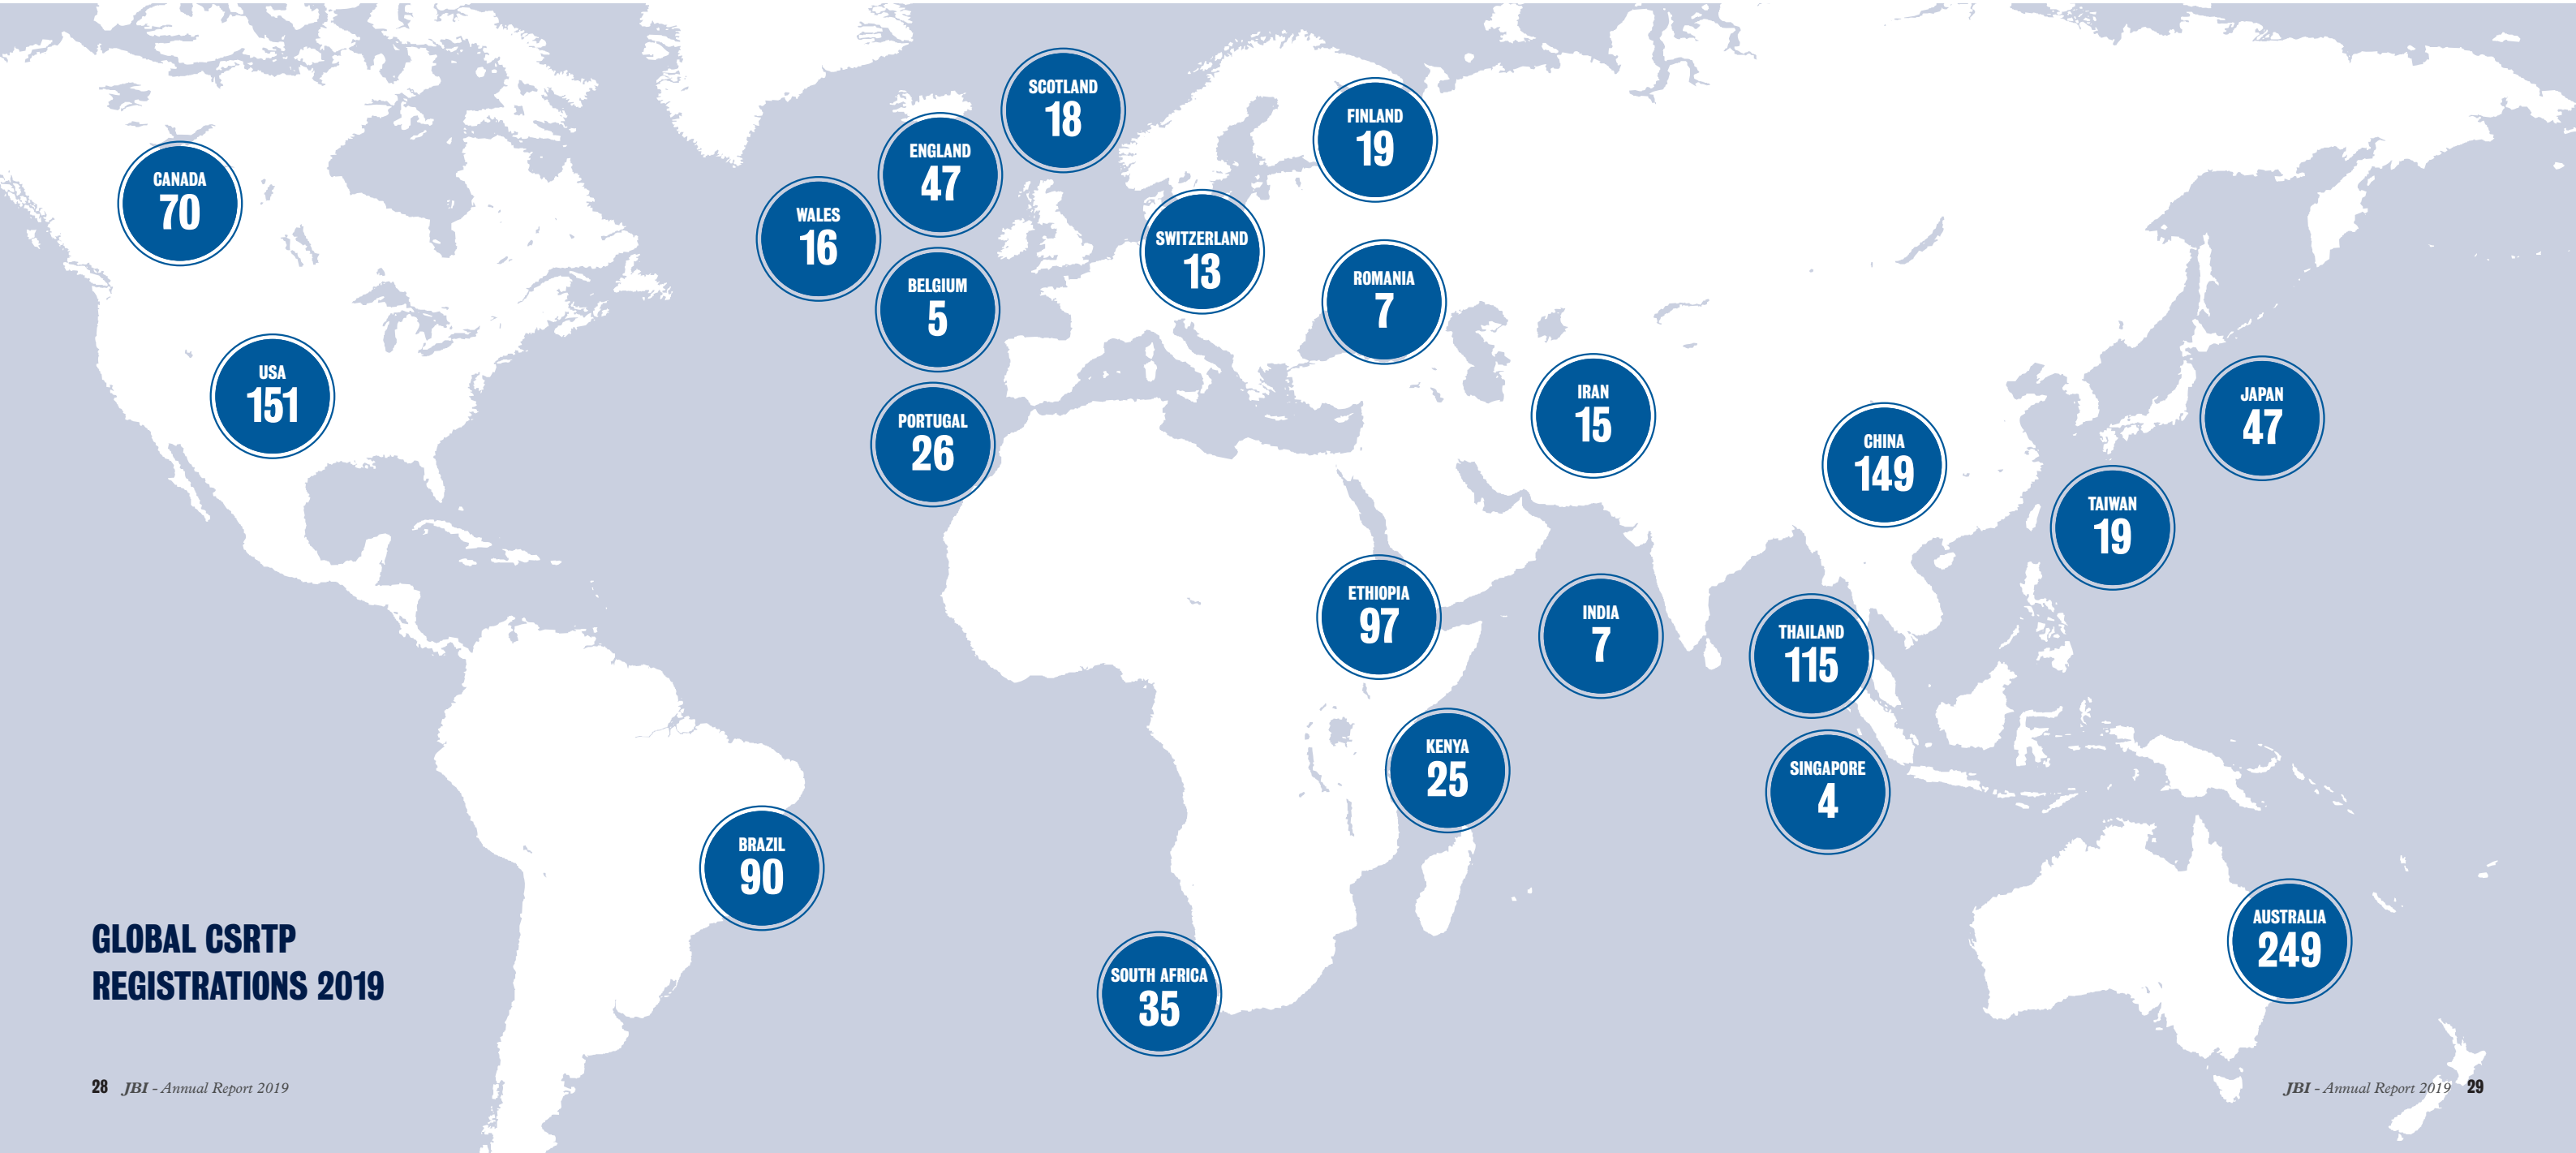 SCOTLAND
18
FINLAND
19
ENGLAND
47
CANADA
70
WALES
16
SWITZERLAND
13
BELGIUM
5
ROMANIA
7
USA
151
PORTUGAL
26
IRAN
15
JAPAN
47
CHINA
149
TAIWAN
19
ETHIOPIA
97
INDIA
7
THAILAND
115
KENYA
25
SINGAPORE
4
BRAZIL
90
AUSTRALIA
249
SOUTH AFRICA
35
GLOBAL CSRTP
REGISTRATIONS 2019
28 JBI - Annual Report 2019
JBI - Annual Report 2019 29